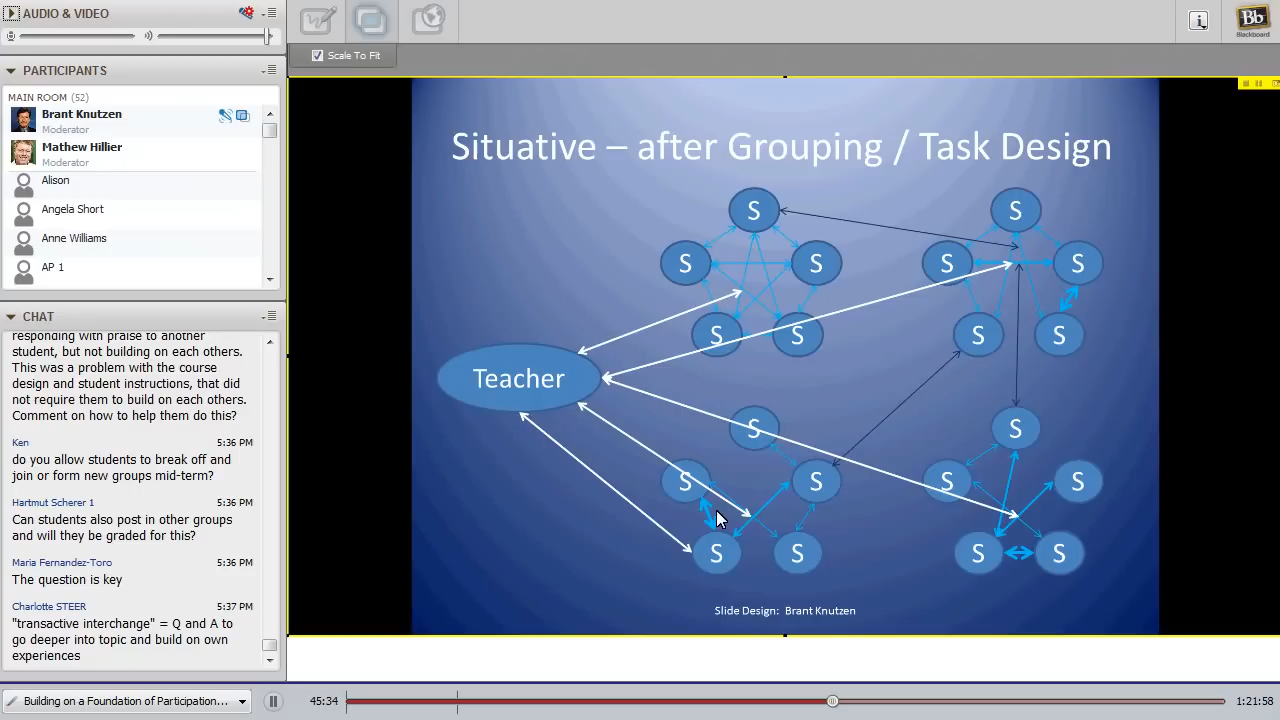 AUDIO & VIDEO
PARTICIPANTS
MAIN ROOM (52)
Brant Knutzen
Moderator
Mathew Hillier
Moderator
Alison
Angela Short
Anne Williams
AP 1
CHAT
responding with praise to another
student, but not building on each others.
This was a problem with the course
design and student instructions, that did
not require them to build on each others.
Comment on how to help them do this?
Ken 5:36 PM
do you allow students to break off and
join or form new groups mid-term?
Hartmut Scherer 1 5:36 PM
Can students also post in other groups
and will they be graded for this?
Maria Fernandez-Toro 5:36 PM
The question is key
Charlotte STEER 5:37 PM
"transactive interchange" = Q and A to
go deeper into topic and build on own
experiences
Scale To Fit
i
Bb
Blackboard
Situative – after Grouping / Task Design
S S
S S S S
S S S S
Teacher
S S
S S S S
S S S S
Slide Design: Brant Knutzen
Building on a Foundation of Participation...
45:34
1:21:58